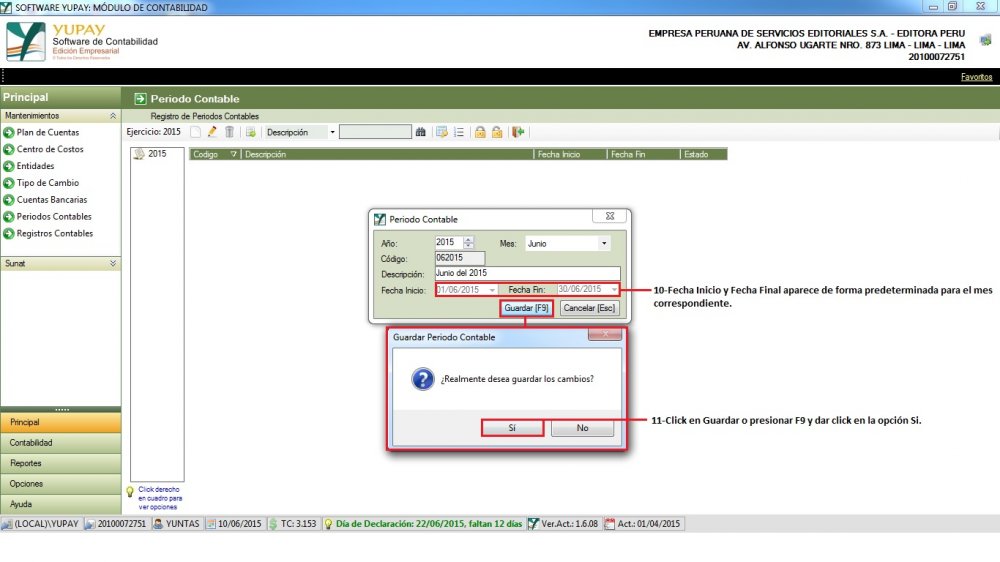 SOFTWARE YUPAY: MÓDULO DE CONTABILIDAD
YUPAY
Software de Contabilidad
Edición Empresarial
© Todos los Derechos Reservados
EMPRESA PERUANA DE SERVICIOS EDITORIALES S.A. - EDITORA PERU
AV. ALFONSO UGARTE NRO. 873 LIMA - LIMA - LIMA
20100072751
Favoritos
Principal
Periodo Contable
Mantenimientos
Registro de Periodos Contables
Plan de Cuentas
Centro de Costos
Entidades
Tipo de Cambio
Cuentas Bancarias
Periodos Contables
Registros Contables
Sunat
Ejercicio: 2015
Descripción
2015
Codigo
Descripción
Fecha Inicio
Fecha Fin
Estado
Periodo Contable
Año:
2015
Mes:
Junio
Código:
062015
Descripción:
Junio del 2015
Fecha Inicio:
01/06/2015
Fecha Fin:
30/06/2015
Guardar [F9]
Cancelar [Esc]
10-Fecha Inicio y Fecha Final aparece de forma predeterminada para el mes
correspondiente.
Guardar Periodo Contable
¿Realmente desea guardar los cambios?
Sí
No
11-Click en Guardar o presionar F9 y dar click en la opción Si.
Principal
Contabilidad
Reportes
Opciones
Ayuda
Click derecho
en cuadro para
ver opciones
(LOCAL)\YUPAY
20100072751
YUNTAS
10/06/2015
TC: 3.153
Día de Declaración: 22/06/2015, faltan 12 días
Ver.Act.: 1.6.08
Act.: 01/04/2015